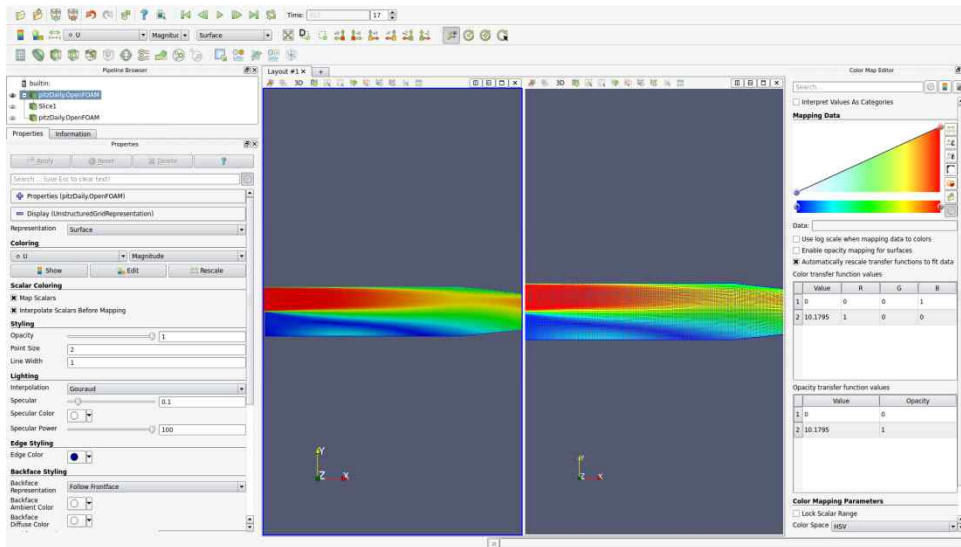 Time:
17
U
Magnituc
Surface
Pipeline Browser
builtin:
pitzDaily.OpenFOAM
Slice1
pitzDaily.OpenFOAM
Properties
Information
Properties
Apply
Reset
Delete
?
Search ... (use Esc to clear text)
Properties (pitzDaily.OpenFOAM)
Display (UnstructuredGridRepresentation)
Representation
Surface
Coloring
U
Magnitude
Show
Edit
Rescale
Scalar Coloring
Map Scalars
Interpolate Scalars Before Mapping
Styling
Opacity
1
Point Size
2
Line Width
1
Lighting
Interpolation
Gouraud
Specular
0.1
Specular Color
Specular Power
100
Edge Styling
Edge Color
Backface Styling
Backface
Representation
Follow Frontface
Backface
Ambient Color
Backface
Diffuse Color
Layout #1
+
3D
3D
Y
Z
X
Y
Z
X
Color Map Editor
Search...
Interpret Values As Categories
Mapping Data
Data:
Use log scale when mapping data to colors
Enable opacity mapping for surfaces
Automatically rescale transfer functions to fit data
Color transfer function values
Value R G B
1 0 0 0 1
2 10.1795 1 0 0
Opacity transfer function values
Value Opacity
1 0 0
2 10.1795 1
Color Mapping Parameters
Lock Scalar Range
Color Space HSV